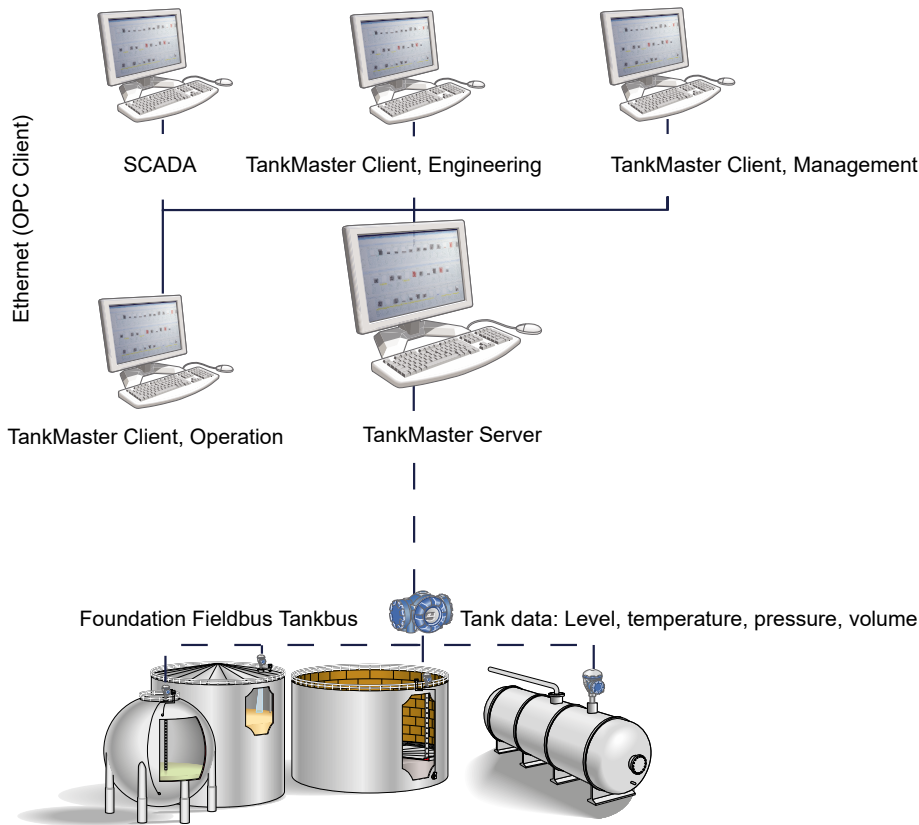 Ethernet (OPC Client)
SCADA
TankMaster Client, Engineering
TankMaster Client, Management
TankMaster Client, Operation
TankMaster Server
Foundation Fieldbus Tankbus
Tank data: Level, temperature, pressure, volume